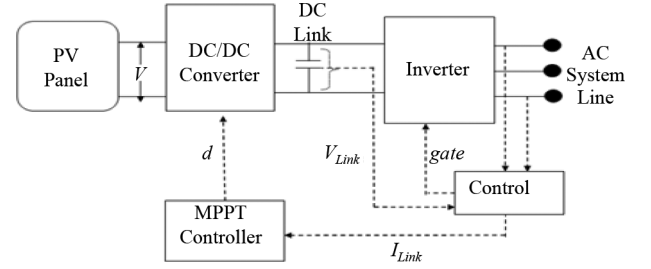 DC
Link
PV
Panel
V
DC/DC
Converter
Inverter
AC
System
Line
d
V_Link
gate
Control
MPPT
Controller
I_Link